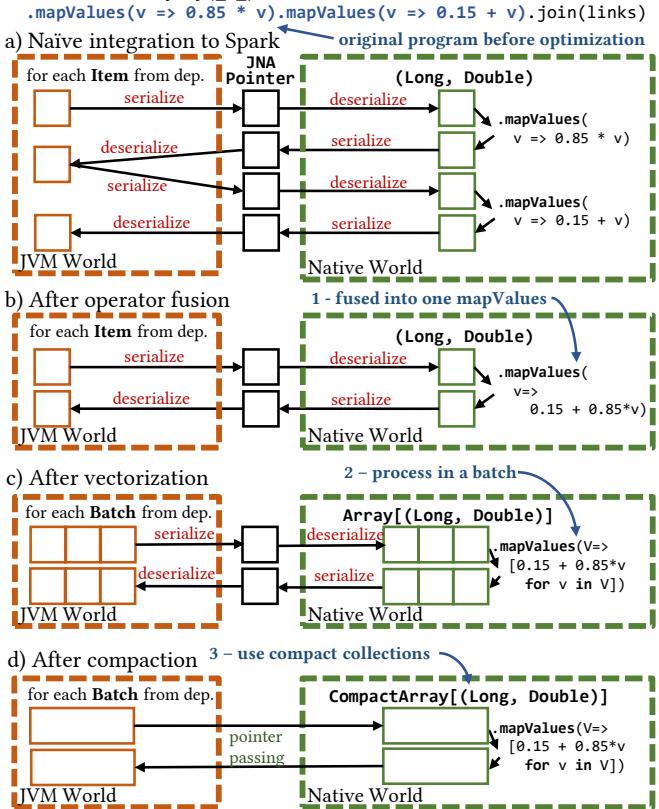 .mapValues(v => 0.85 * v).mapValues(v => 0.15 + v).join(links)
original program before optimization
a) Naïve integration to Spark
for each Item from dep.
JNA
Pointer
(Long, Double)
serialize
deserialize
.mapValues(
v => 0.85 * v)
deserialize
serialize
serialize
deserialize
.mapValues(
v => 0.15 + v)
deserialize
serialize
JVM World
Native World
b) After operator fusion
1 - fused into one mapValues
for each Item from dep.
(Long, Double)
serialize
deserialize
.mapValues(
v=>
0.15 + 0.85*v)
deserialize
serialize
JVM World
Native World
c) After vectorization
2 – process in a batch
for each Batch from dep.
Array[(Long, Double)]
serialize
deserialize
.mapValues(V=>
[0.15 + 0.85*v
for v in V])
deserialize
serialize
JVM World
Native World
d) After compaction
3 – use compact collections
for each Batch from dep.
CompactArray[(Long, Double)]
pointer
passing
.mapValues(V=>
[0.15 + 0.85*v
for v in V])
JVM World
Native World